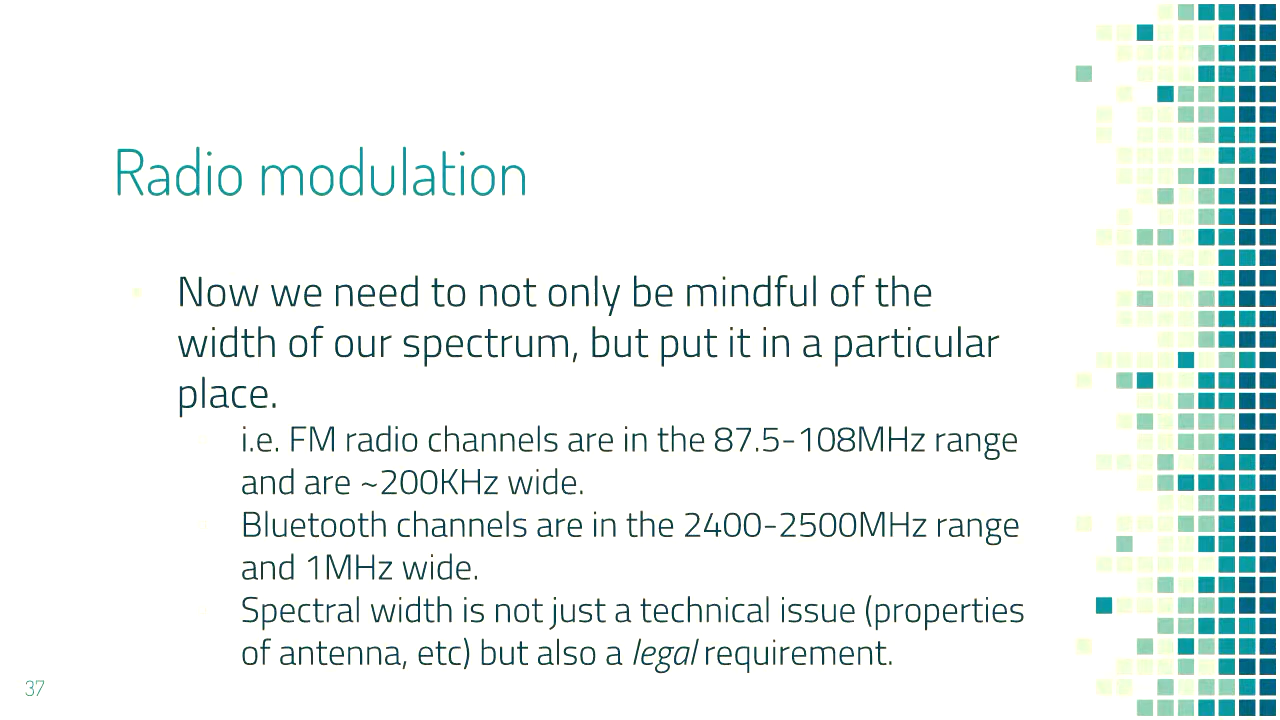 Radio modulation
Now we need to not only be mindful of the
width of our spectrum, but put it in a particular
place.
i.e. FM radio channels are in the 87.5-108MHz range
and are ~200KHz wide.
Bluetooth channels are in the 2400-2500MHz range
and 1MHz wide.
Spectral width is not just a technical issue (properties
of antenna, etc) but also a legal requirement.
37